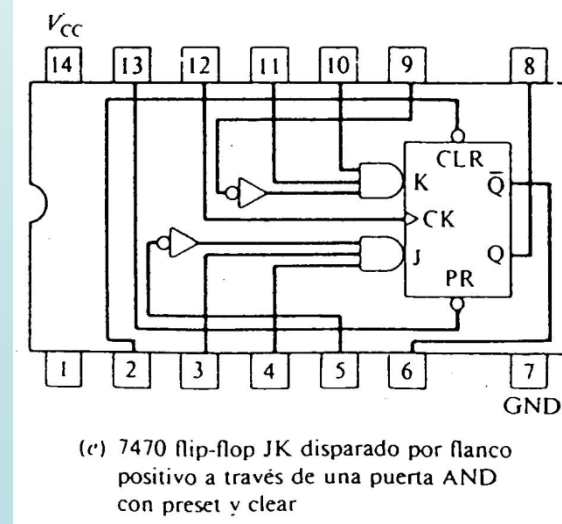 V_CC
14 13 12 11 10 9 8
CLR
K Q̅
CK
J Q
PR
1 2 3 4 5 6 7
GND
(e) 7470 flip-flop JK disparado por flanco
positivo a través de una puerta AND
con preset y clear